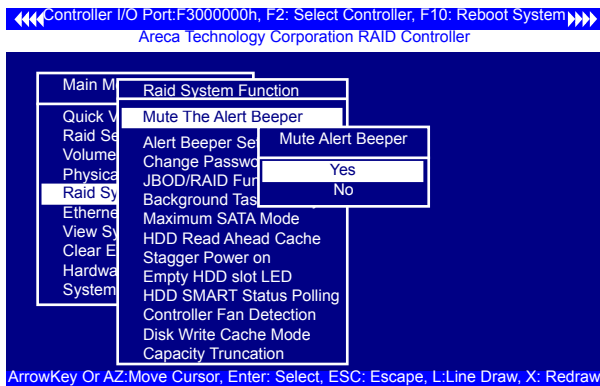 Controller I/O Port:F3000000h, F2: Select Controller, F10: Reboot System
Areca Technology Corporation RAID Controller
Main M
Quick V
Raid Se
Volume
Physica
Raid Sy
Etherne
View Sy
Clear E
Hardwa
System
Raid System Function
Mute The Alert Beeper
Alert Beeper Set
Change Passwo
JBOD/RAID Fun
Background Tas
Maximum SATA Mode
HDD Read Ahead Cache
Stagger Power on
Empty HDD slot LED
HDD SMART Status Polling
Controller Fan Detection
Disk Write Cache Mode
Capacity Truncation
Mute Alert Beeper
Yes
No
ArrowKey Or AZ:Move Cursor, Enter: Select, ESC: Escape, L:Line Draw, X: Redraw